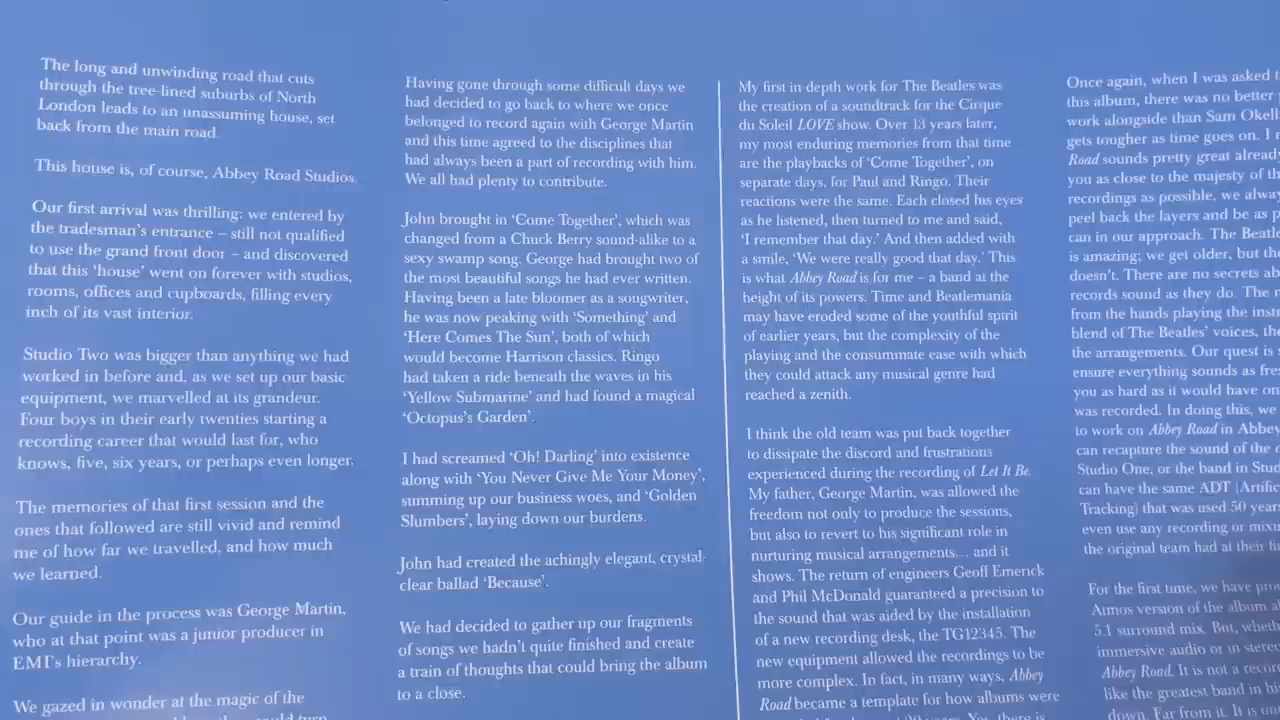 The long and unwinding road that cuts
through the tree-lined suburbs of North
London leads to an unassuming house, set
back from the main road.
This house is, of course, Abbey Road Studios.
Our first arrival was thrilling: we entered by
the tradesman's entrance – still not qualified
to use the grand front door – and discovered
that this 'house' went on forever with studios,
rooms, offices and cupboards, filling every
inch of its vast interior.
Studio Two was bigger than anything we had
worked in before and, as we set up our basic
equipment, we marvelled at its grandeur.
Four boys in their early twenties starting a
recording career that would last for, who
knows, five, six years, or perhaps even longer.
The memories of that first session and the
ones that followed are still vivid and remind
me of how far we travelled, and how much
we learned.
Our guide in the process was George Martin,
who at that point was a junior producer in
EMI's hierarchy.
We gazed in wonder at the magic of the
Having gone through some difficult days we
had decided to go back to where we once
belonged to record again with George Martin
and this time agreed to the disciplines that
had always been a part of recording with him.
We all had plenty to contribute.
John brought in 'Come Together', which was
changed from a Chuck Berry sound-alike to a
sexy swamp song. George had brought two of
the most beautiful songs he had ever written.
Having been a late bloomer as a songwriter,
he was now peaking with 'Something' and
'Here Comes The Sun', both of which
would become Harrison classics. Ringo
had taken a ride beneath the waves in his
'Yellow Submarine' and had found a magical
'Octopus's Garden'.
I had screamed 'Oh! Darling' into existence
along with 'You Never Give Me Your Money',
summing up our business woes, and 'Golden
Slumbers', laying down our burdens.
John had created the achingly elegant, crystal-
clear ballad 'Because'.
We had decided to gather up our fragments
of songs we hadn't quite finished and create
a train of thoughts that could bring the album
to a close.
My first in-depth work for The Beatles was
the creation of a soundtrack for the Cirque
du Soleil LOVE show. Over 13 years later,
my most enduring memories from that time
are the playbacks of 'Come Together', on
separate days, for Paul and Ringo. Their
reactions were the same. Each closed his eyes
as he listened, then turned to me and said,
'I remember that day.' And then added with
a smile, 'We were really good that day.' This
is what Abbey Road is for me – a band at the
height of its powers. Time and Beatlemania
may have eroded some of the youthful spirit
of earlier years, but the complexity of the
playing and the consummate ease with which
they could attack any musical genre had
reached a zenith.
I think the old team was put back together
to dissipate the discord and frustrations
experienced during the recording of Let It Be.
My father, George Martin, was allowed the
freedom not only to produce the sessions,
but also to revert to his significant role in
nurturing musical arrangements... and it
shows. The return of engineers Geoff Emerick
and Phil McDonald guaranteed a precision to
the sound that was aided by the installation
of a new recording desk, the TG12345. The
new equipment allowed the recordings to be
more complex. In fact, in many ways, Abbey
Road became a template for how albums were
Once again, when I was asked
this album, there was no better
work alongside than Sam Okell
gets tougher as time goes on. I
Road sounds pretty great already
you as close to the majesty of
recordings as possible, we
peel back the layers and be as
can in our approach. The
is amazing; we get older, but
doesn't. There are no secrets
records sound as they do. The
from the hands playing the
blend of The Beatles' voices,
the arrangements. Our quest is
ensure everything sounds as
you as hard as it would have
was recorded. In doing this, we
to work on Abbey Road in Abbey
can recapture the sound of the
Studio One, or the band in
can have the same ADT [
Tracking] that was used 50
even use any recording or
the original team had at their
For the first time, we have
Atmos version of the album
5.1 surround mix. But,
immersive audio or in
Abbey Road. It is not a
like the greatest band in
down. Far from it. It is